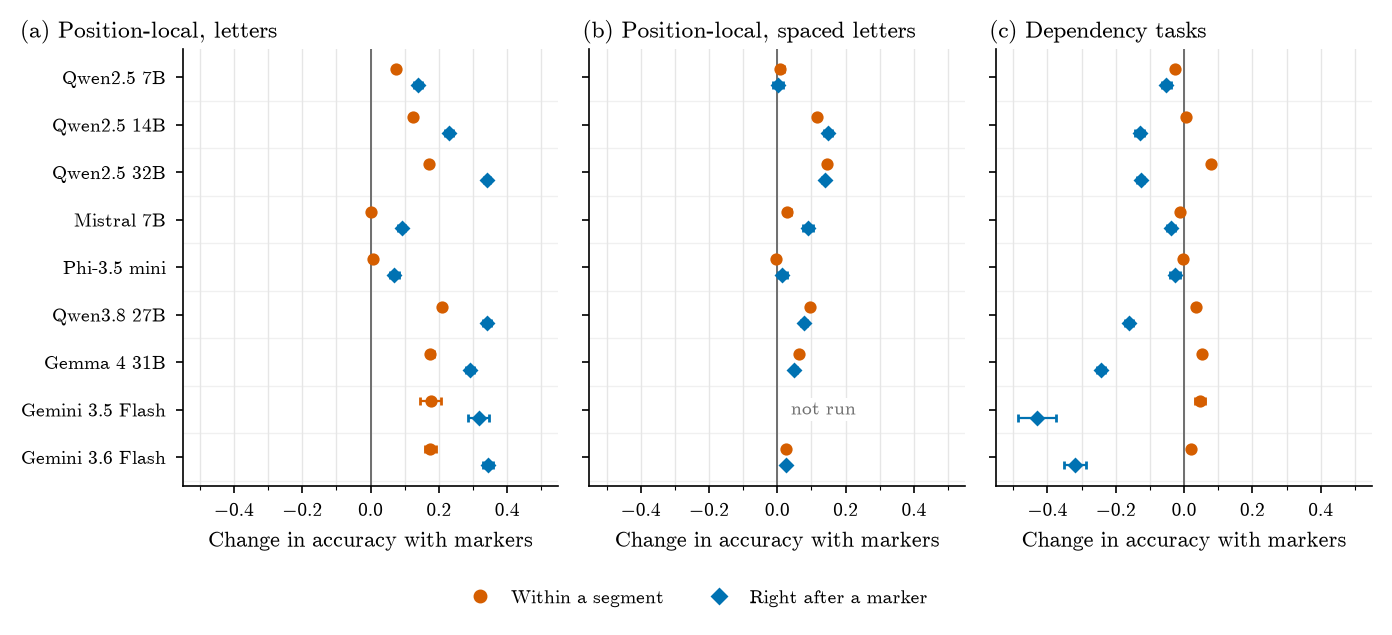 (a) Position-local, letters
(b) Position-local, spaced letters
(c) Dependency tasks
Qwen2.5 7B
Qwen2.5 14B
Qwen2.5 32B
Mistral 7B
Phi-3.5 mini
Qwen3.8 27B
Gemma 4 31B
Gemini 3.5 Flash
not run
Gemini 3.6 Flash
−0.4 −0.2 0.0 0.2 0.4
−0.4 −0.2 0.0 0.2 0.4
−0.4 −0.2 0.0 0.2 0.4
Change in accuracy with markers
Change in accuracy with markers
Change in accuracy with markers
Within a segment
Right after a marker